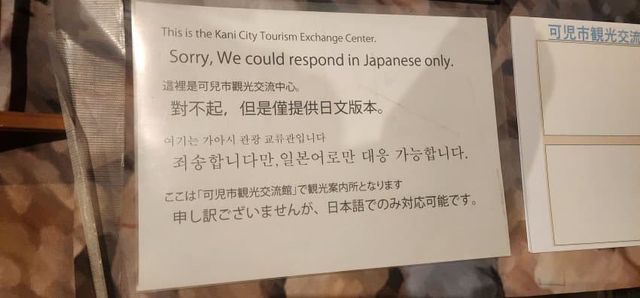 This is the Kani City Tourism Exchange Center.
Sorry, We could respond in Japanese only.
這裡是可兒市觀光交流中心。
對不起，但是僅提供日文版本。
여기는 가아시 관광 교류관입니다
죄송합니다만,일본어로만 대응 가능합니다.
ここは「可児市観光交流館」で観光案内所となります
申し訳ございませんが、日本語でのみ対応可能です。
可児市観光交流